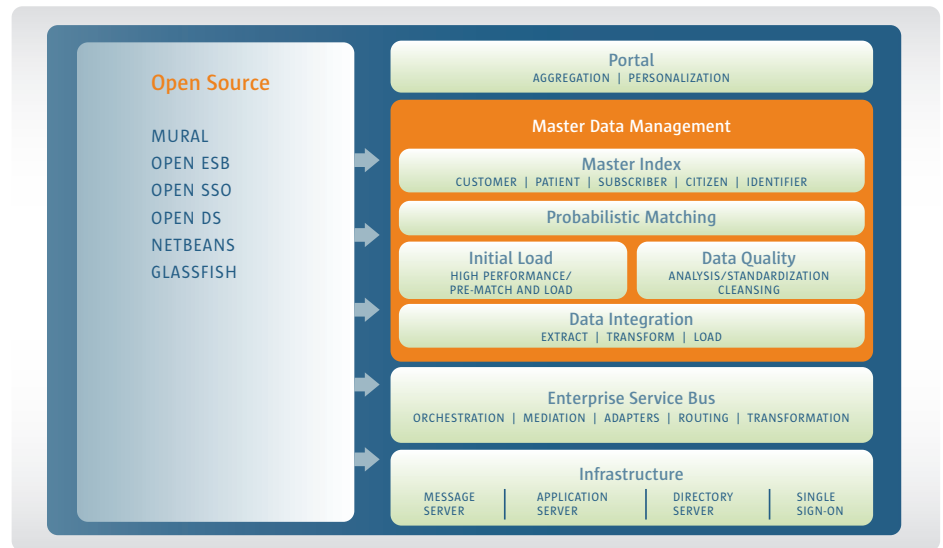 Open Source
MURAL
OPEN ESB
OPEN SSO
OPEN DS
NETBEANS
GLASSFISH
Portal
AGGREGATION | PERSONALIZATION
Master Data Management
Master Index
CUSTOMER | PATIENT | SUBSCRIBER | CITIZEN | IDENTIFIER
Probabilistic Matching
Initial Load
HIGH PERFORMANCE/
PRE-MATCH AND LOAD
Data Quality
ANALYSIS/STANDARDIZATION
CLEANSING
Data Integration
EXTRACT | TRANSFORM | LOAD
Enterprise Service Bus
ORCHESTRATION | MEDIATION | ADAPTERS | ROUTING | TRANSFORMATION
Infrastructure
MESSAGE
SERVER
APPLICATION
SERVER
DIRECTORY
SERVER
SINGLE
SIGN-ON